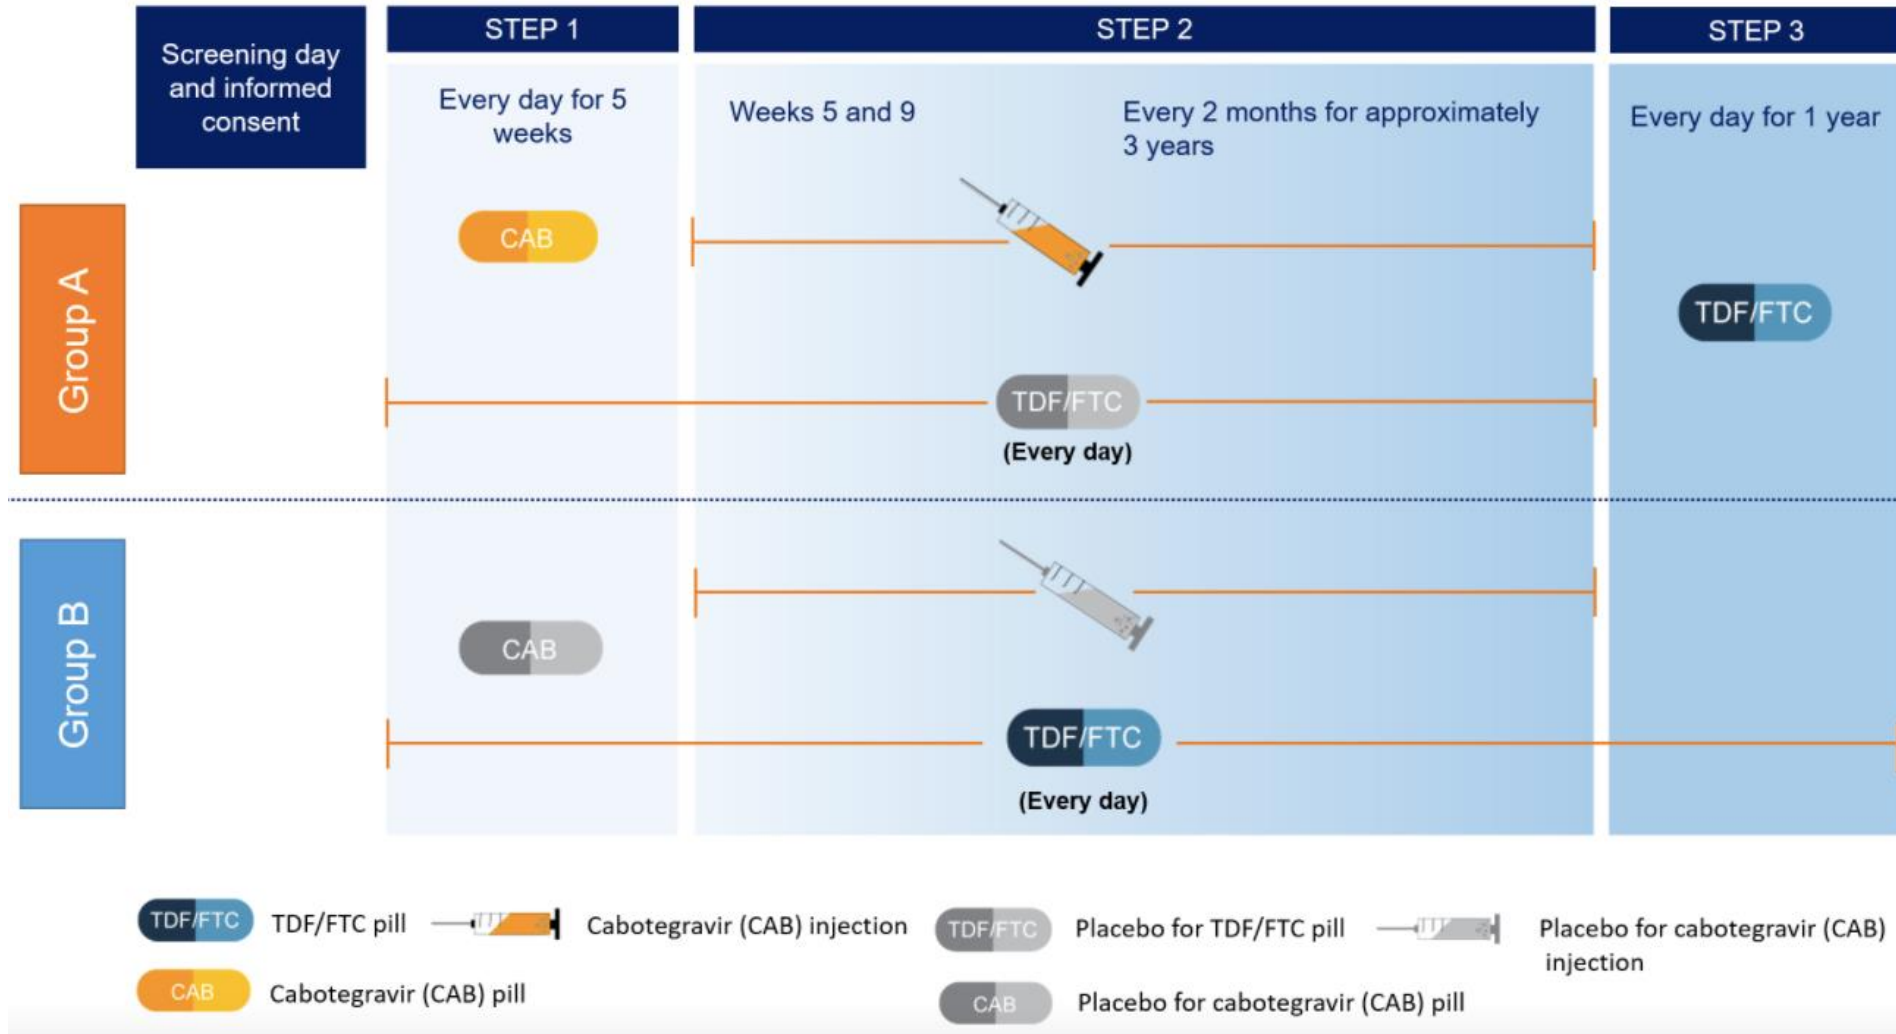 Screening day
and informed
consent
STEP 1
STEP 2
STEP 3
Every day for 5
weeks
Weeks 5 and 9
Every 2 months for approximately
3 years
Every day for 1 year
Group A
CAB
TDF/FTC
TDF/FTC
(Every day)
Group B
CAB
TDF/FTC
(Every day)
TDF/FTC
TDF/FTC pill
Cabotegravir (CAB) injection
TDF/FTC
Placebo for TDF/FTC pill
Placebo for cabotegravir (CAB)
injection
CAB
Cabotegravir (CAB) pill
CAB
Placebo for cabotegravir (CAB) pill